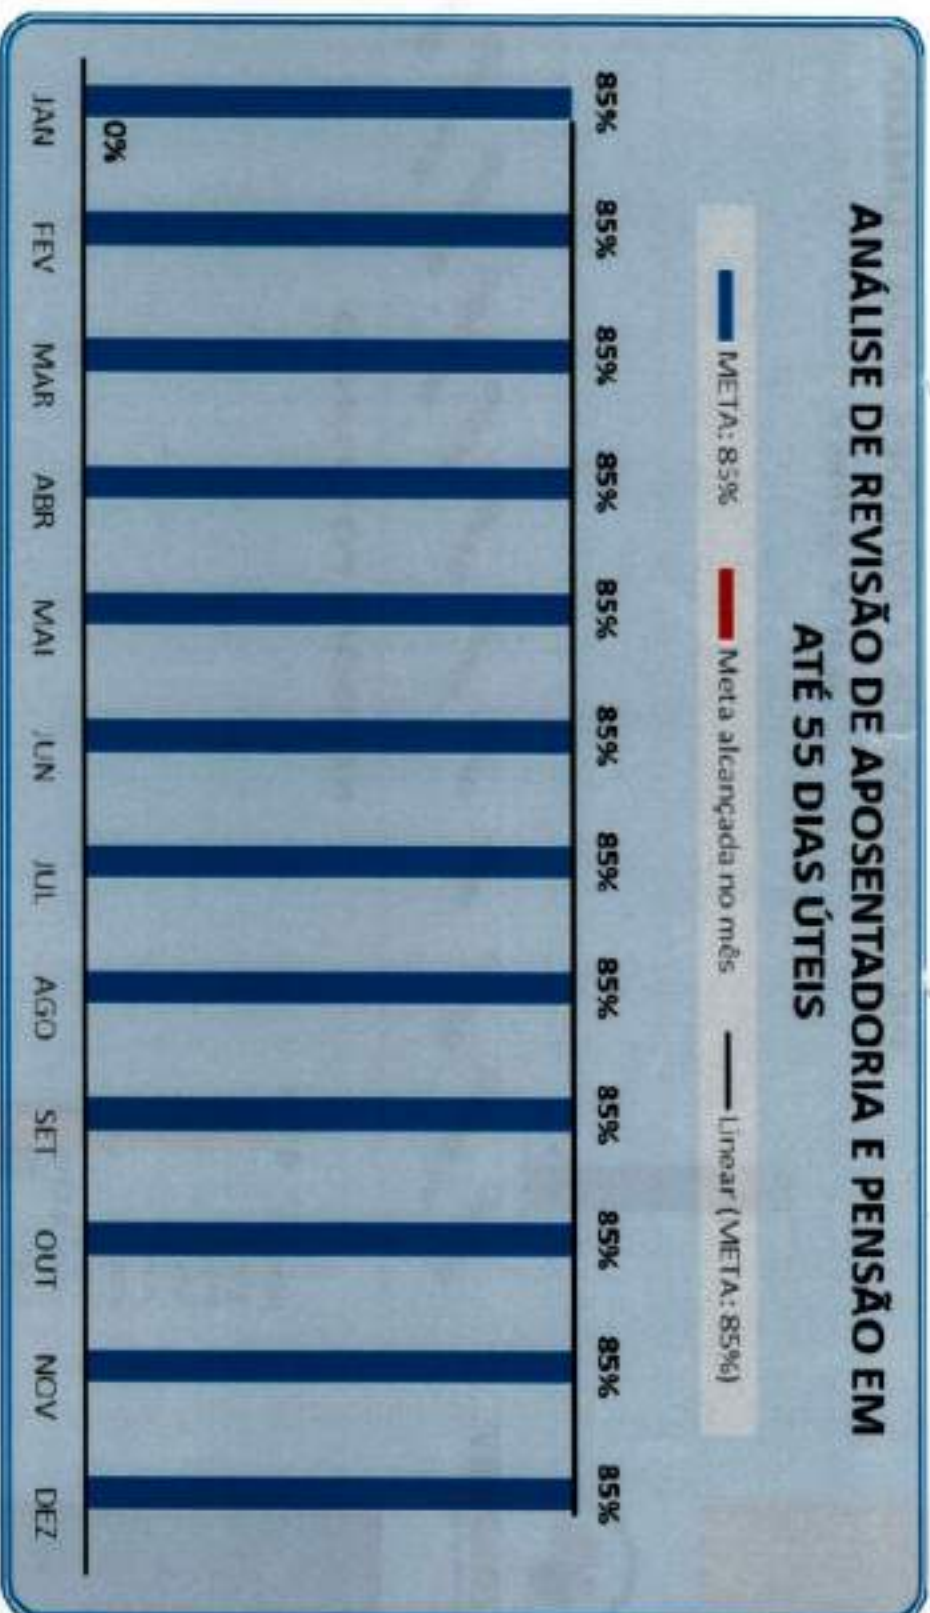 ANÁLISE DE REVISÃO DE APOSENTADORIA E PENSÃO EM
ATÉ 55 DIAS ÚTEIS
META: 85% Meta alcançada no mês Linear (META: 85%)
85% 85% 85% 85% 85% 85% 85% 85% 85% 85% 85% 85%
0%
JAN FEV MAR ABR MAI JUN JUL AGO SET OUT NOV DEZ